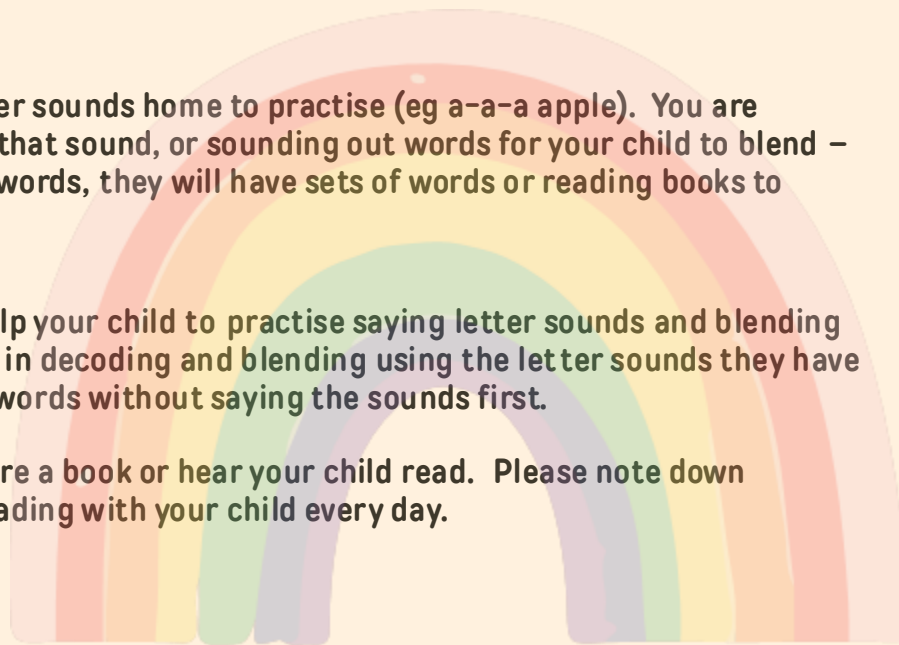 er sounds home to practise (eg a-a-a apple).  You are
that sound, or sounding out words for your child to blend –
words, they will have sets of words or reading books to
lp your child to practise saying letter sounds and blending
in decoding and blending using the letter sounds they have
words without saying the sounds first.
re a book or hear your child read.  Please note down
ading with your child every day.